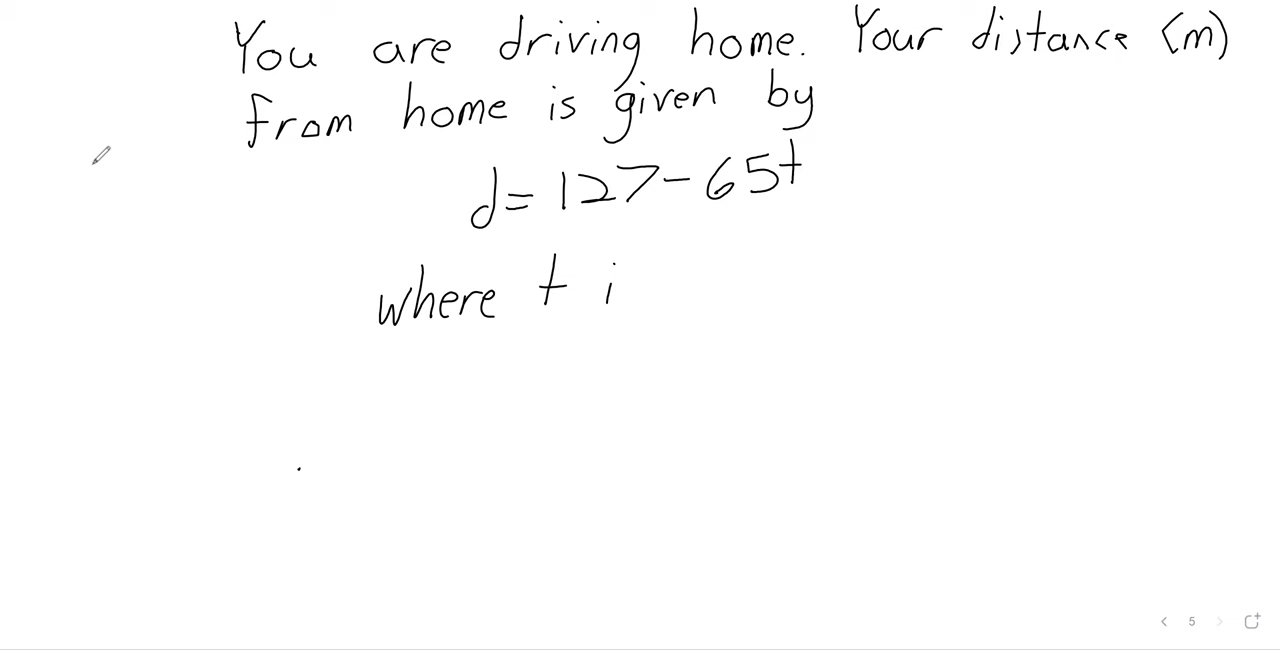 You are driving home. Your distance (m)
from home is given by
d = 127 - 65t
where t i
5